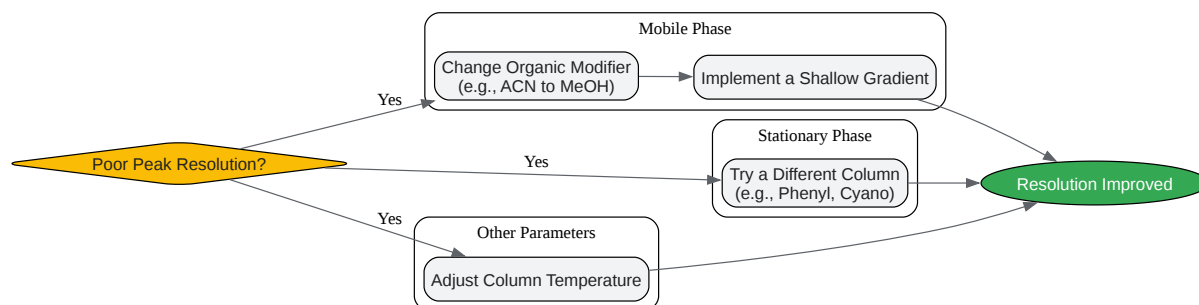 Mobile Phase
Change Organic Modifier
(e.g., ACN to MeOH)
Implement a Shallow Gradient
Yes
Stationary Phase
Poor Peak Resolution?
Yes
Try a Different Column
(e.g., Phenyl, Cyano)
Resolution Improved
Yes
Other Parameters
Adjust Column Temperature